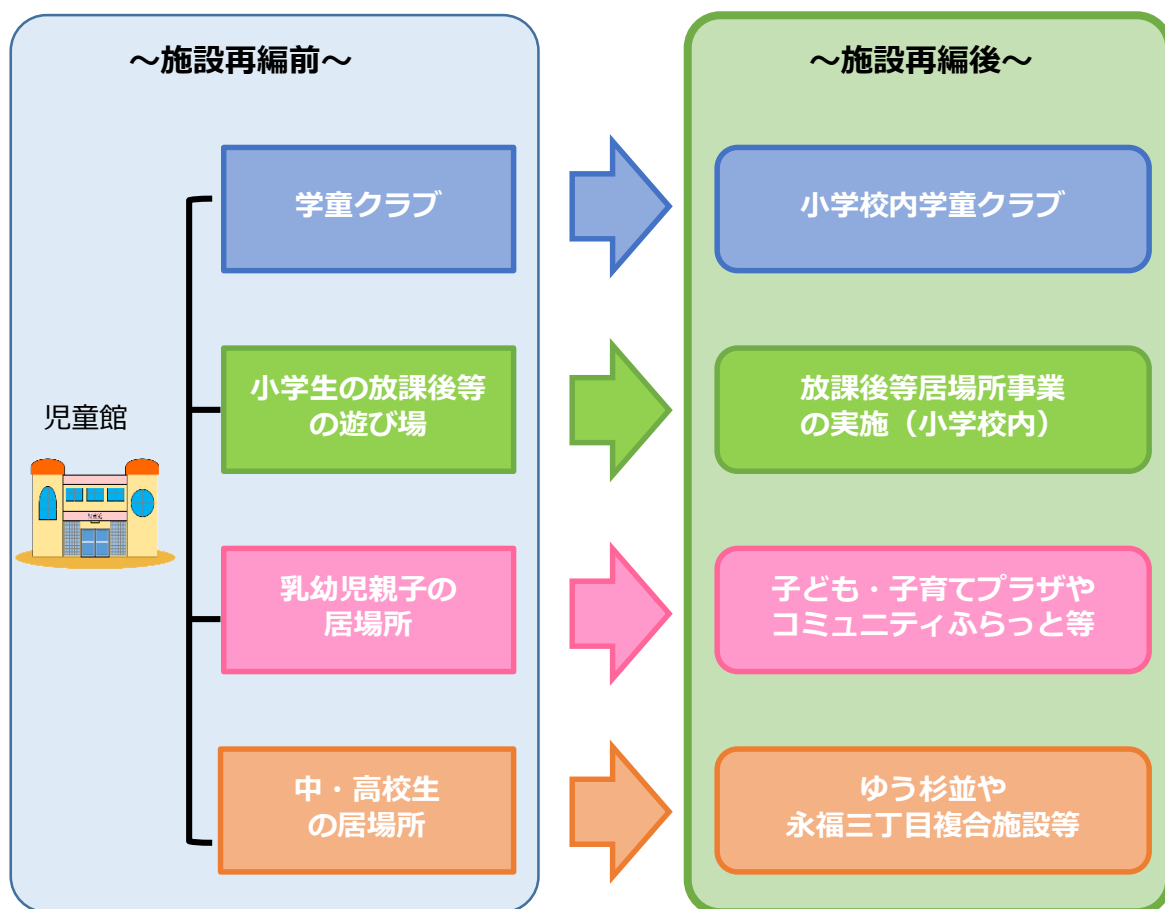 ～施設再編前～
～施設再編後～
児童館
学童クラブ
小学校内学童クラブ
小学生の放課後等
の遊び場
放課後等居場所事業
の実施（小学校内）
乳幼児親子の
居場所
子ども・子育てプラザや
コミュニティふらっと等
中・高校生
の居場所
ゆう杉並や
永福三丁目複合施設等